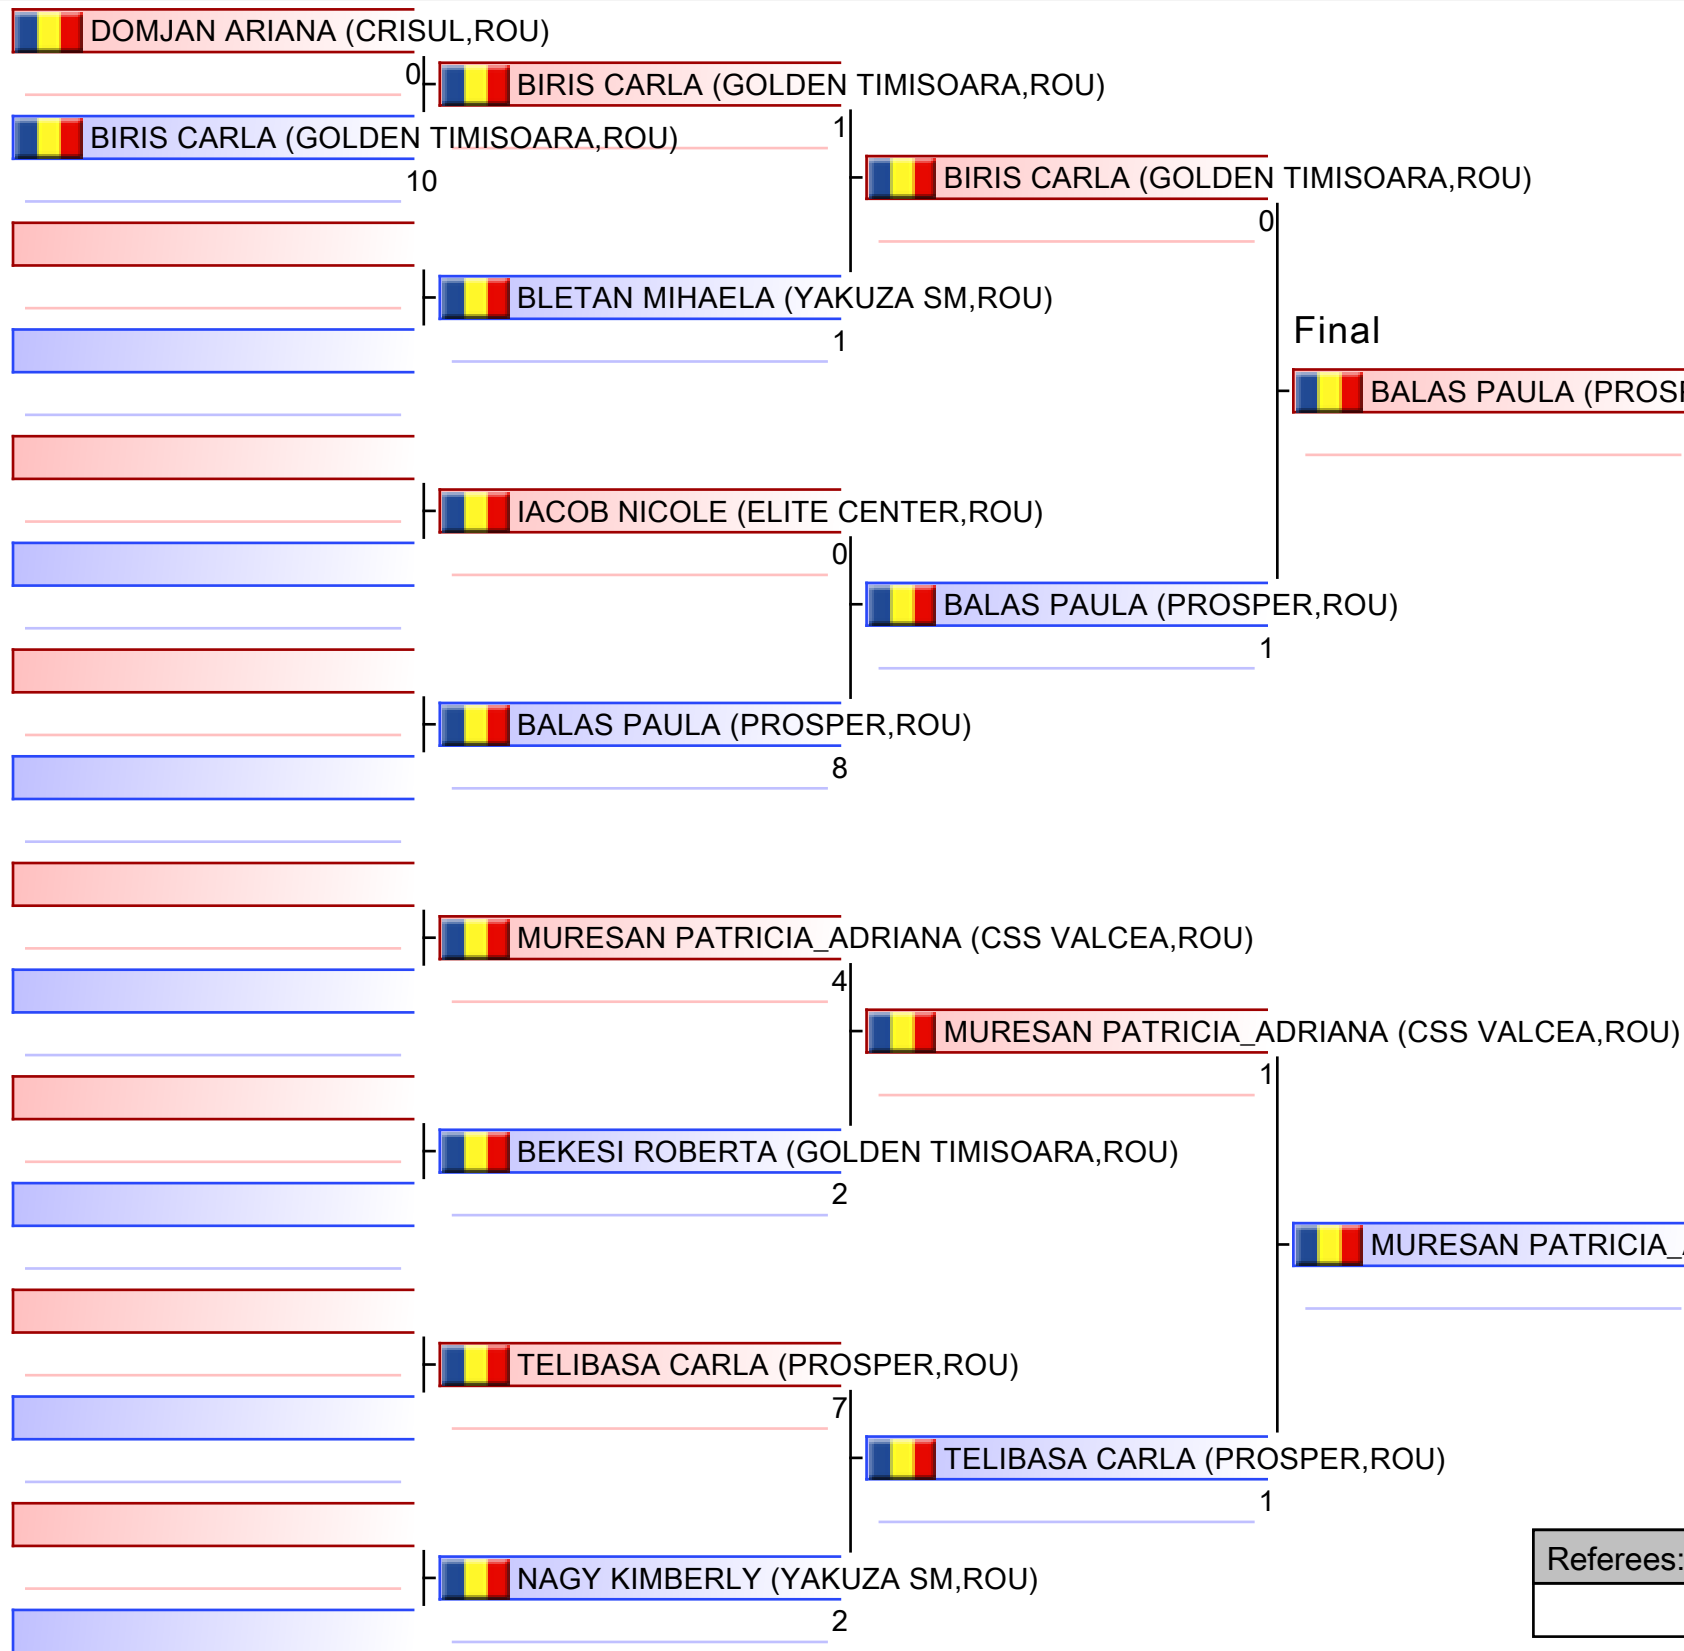 DOMJAN ARIANA (CRISUL,ROU)
0
BIRIS CARLA (GOLDEN TIMISOARA,ROU)
10
BIRIS CARLA (GOLDEN TIMISOARA,ROU)
1
BLETAN MIHAELA (YAKUZA SM,ROU)
1
IACOB NICOLE (ELITE CENTER,ROU)
0
BALAS PAULA (PROSPER,ROU)
8
MURESAN PATRICIA_ADRIANA (CSS VALCEA,ROU)
4
BEKESI ROBERTA (GOLDEN TIMISOARA,ROU)
2
TELIBASA CARLA (PROSPER,ROU)
7
NAGY KIMBERLY (YAKUZA SM,ROU)
2
BIRIS CARLA (GOLDEN TIMISOARA,ROU)
0
BALAS PAULA (PROSPER,ROU)
1
MURESAN PATRICIA_ADRIANA (CSS VALCEA,ROU)
1
TELIBASA CARLA (PROSPER,ROU)
1
Final
BALAS PAULA (PROSP
MURESAN PATRICIA_A
Referees: